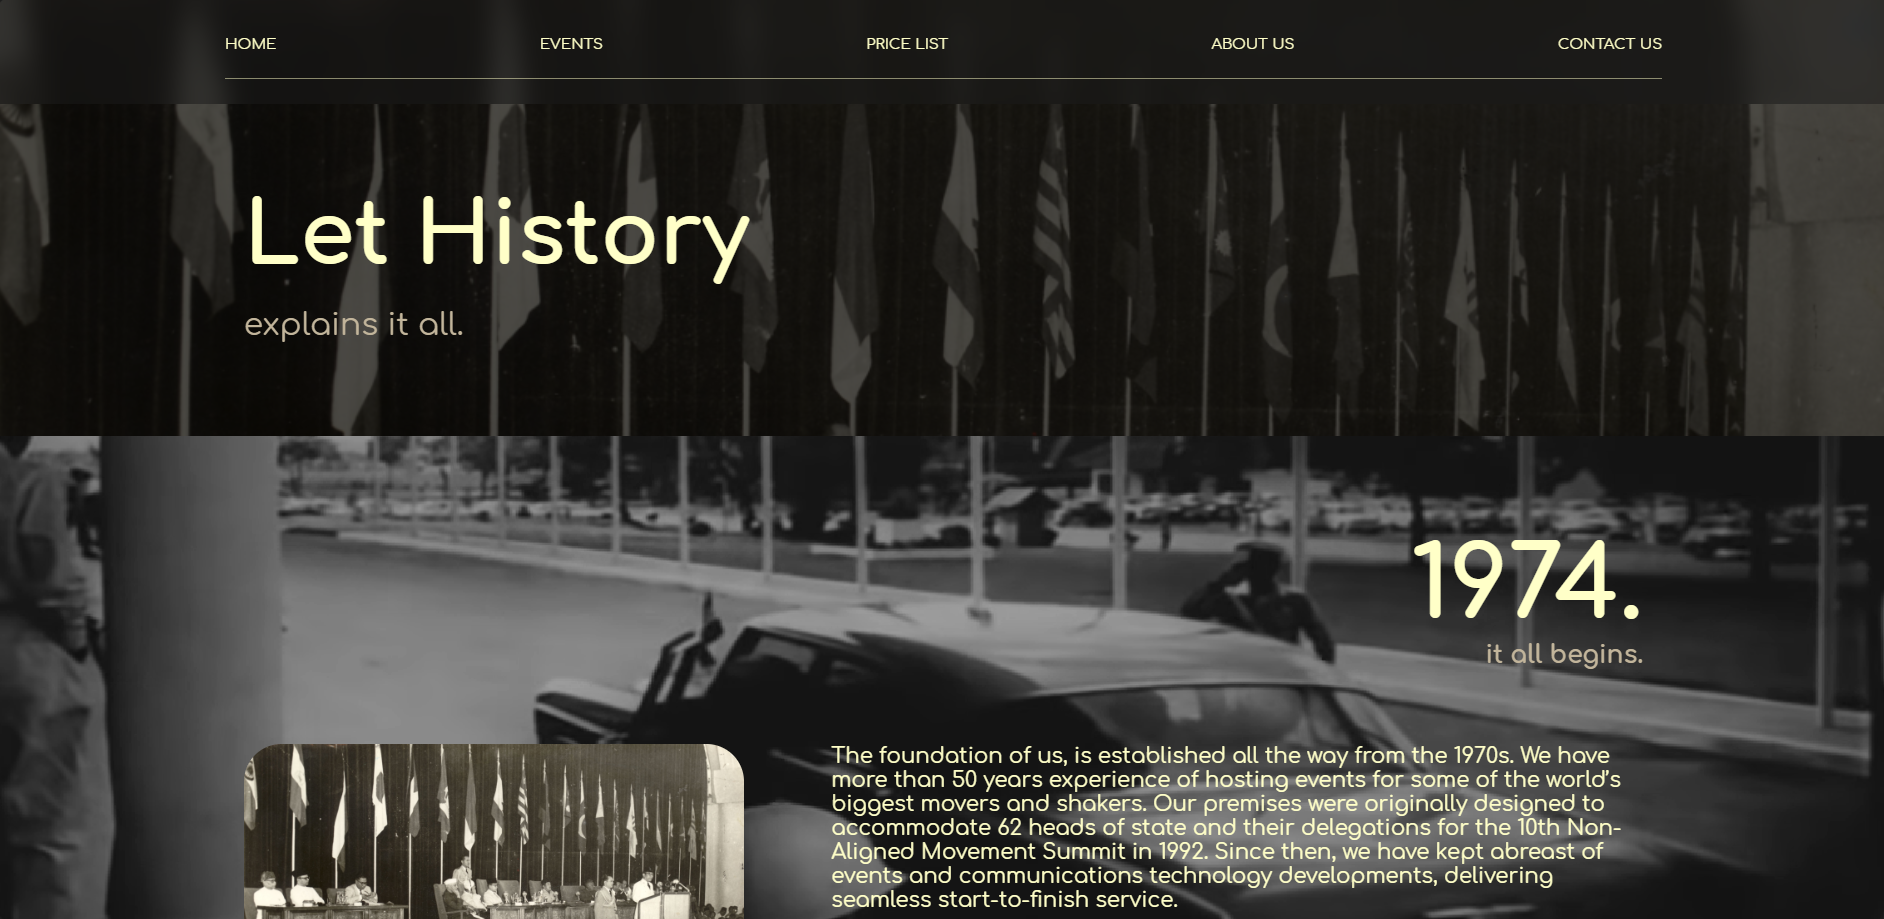 HOME EVENTS PRICE LIST ABOUT US CONTACT US
Let History
explains it all.
1974.
it all begins.
The foundation of us, is established all the way from the 1970s. We have
more than 50 years experience of hosting events for some of the world's
biggest movers and shakers. Our premises were originally designed to
accommodate 62 heads of state and their delegations for the 10th Non-
Aligned Movement Summit in 1992. Since then, we have kept abreast of
events and communications technology developments, delivering
seamless start-to-finish service.